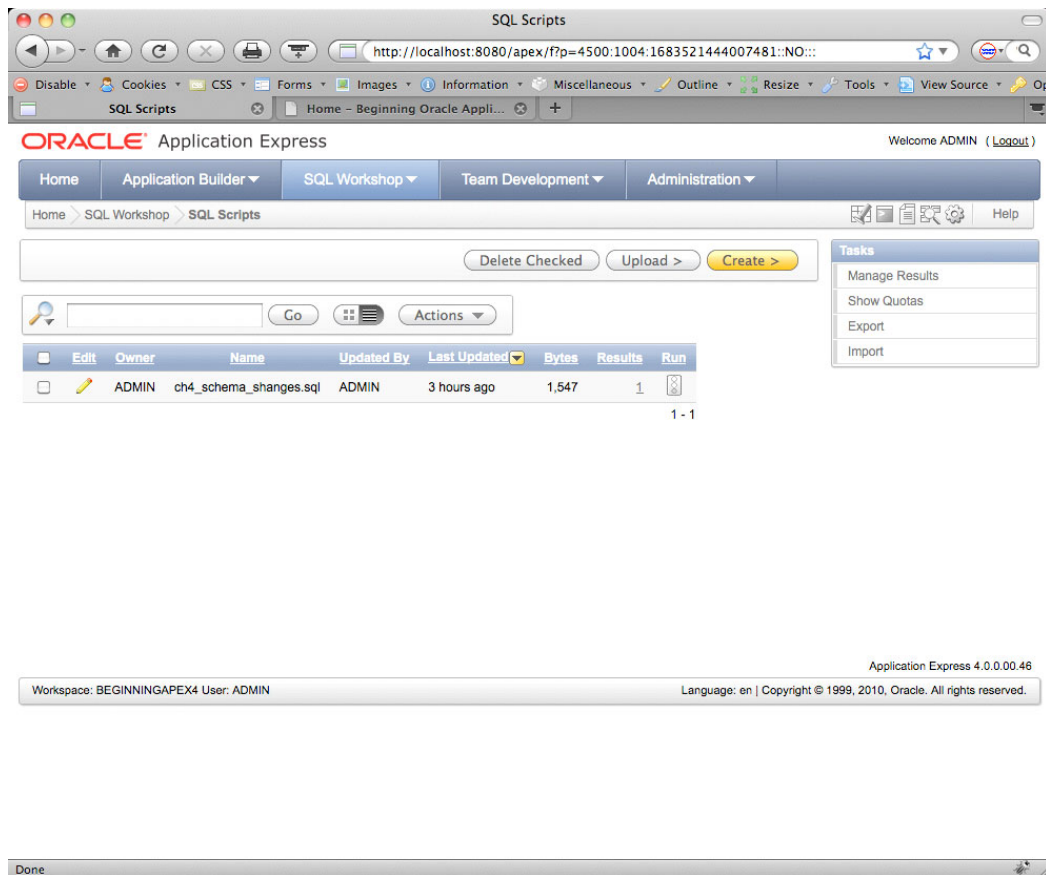 SQL Scripts
http://localhost:8080/apex/f?p=4500:1004:1683521444007481::NO:::
Disable Cookies CSS Forms Images Information Miscellaneous Outline Resize Tools View Source
SQL Scripts Home – Beginning Oracle Appli... +
ORACLE Application Express
Welcome ADMIN ( Logout )
Home Application Builder SQL Workshop Team Development Administration
Home SQL Workshop SQL Scripts Help
Delete Checked Upload > Create >
Tasks
Manage Results
Show Quotas
Export
Import
Go Actions
Edit Owner Name Updated By Last Updated Bytes Results Run
ADMIN ch4_schema_shanges.sql ADMIN 3 hours ago 1,547 1
1 - 1
Application Express 4.0.0.00.46
Workspace: BEGINNINGAPEX4 User: ADMIN
Language: en | Copyright © 1999, 2010, Oracle. All rights reserved.
Done